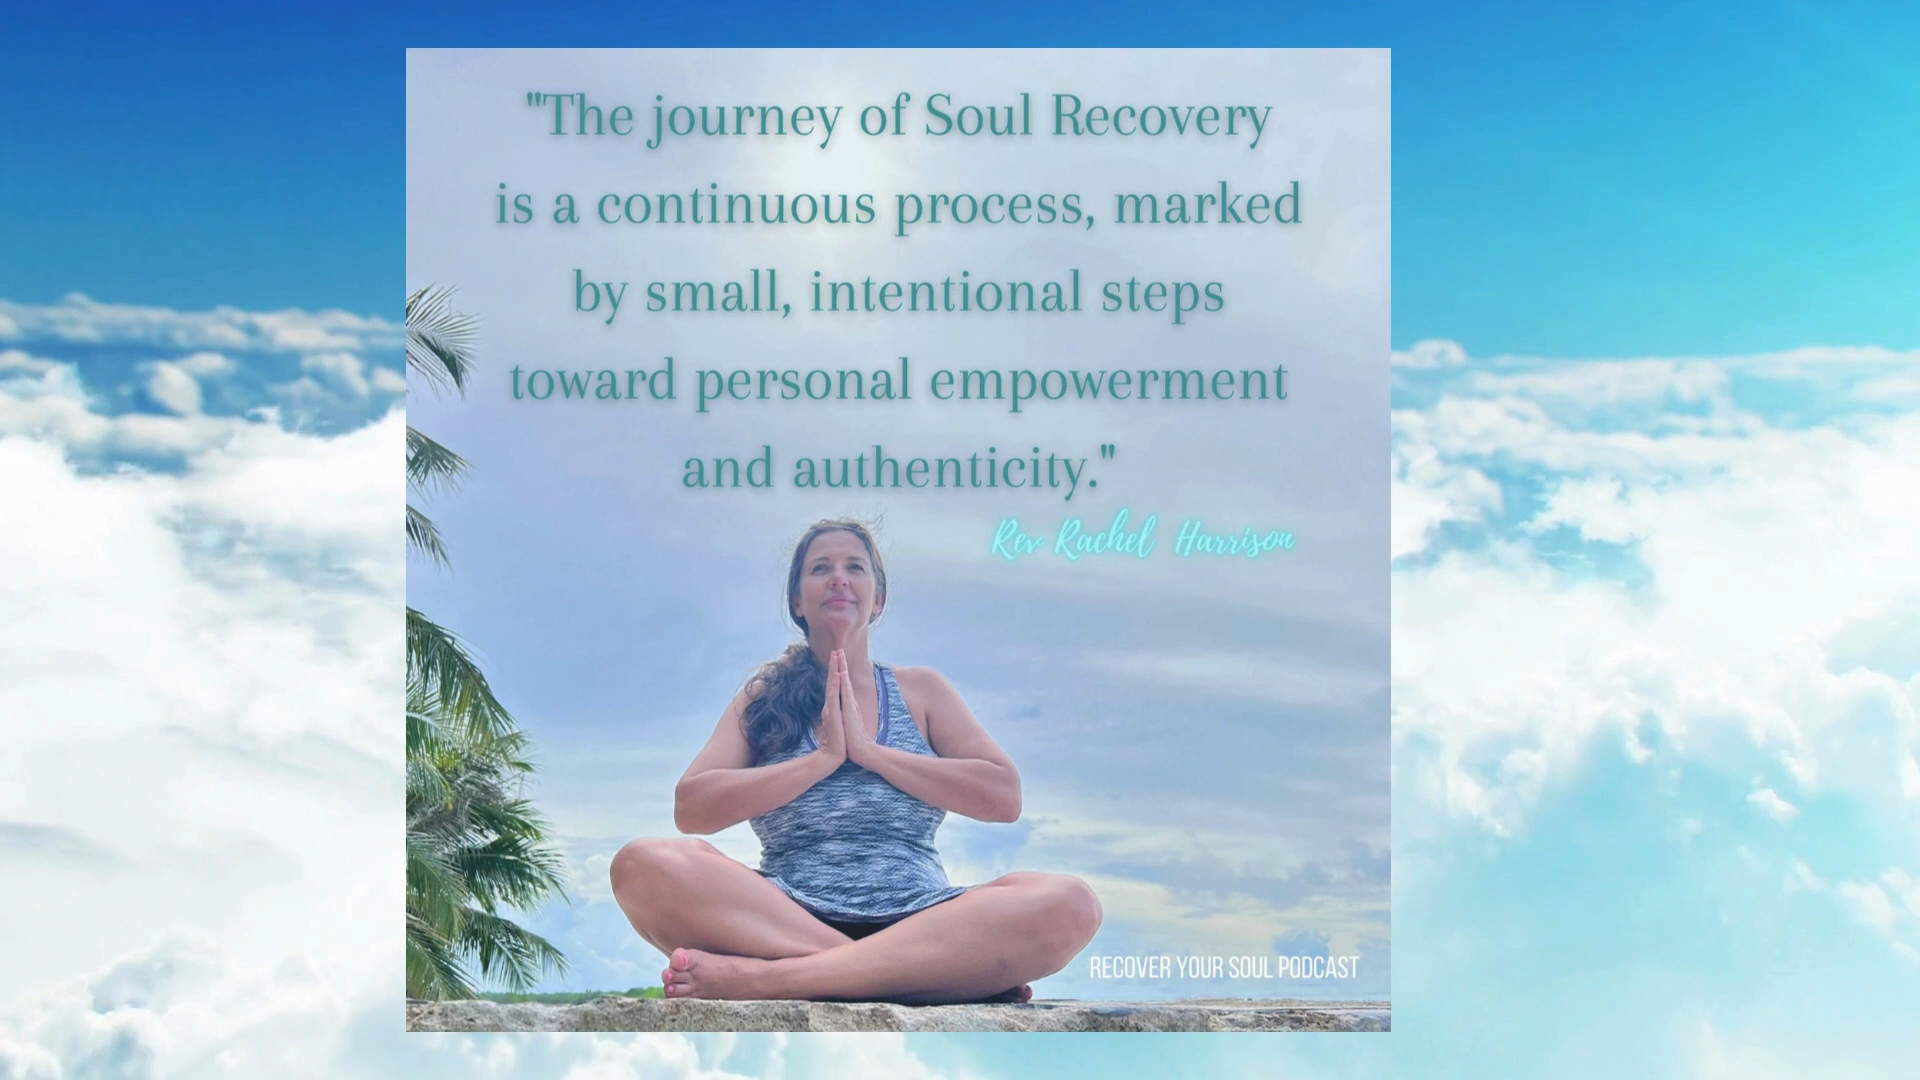 "The journey of Soul Recovery
is a continuous process, marked
by small, intentional steps
toward personal empowerment
and authenticity."
Rev Rachel Harrison
RECOVER YOUR SOUL PODCAST